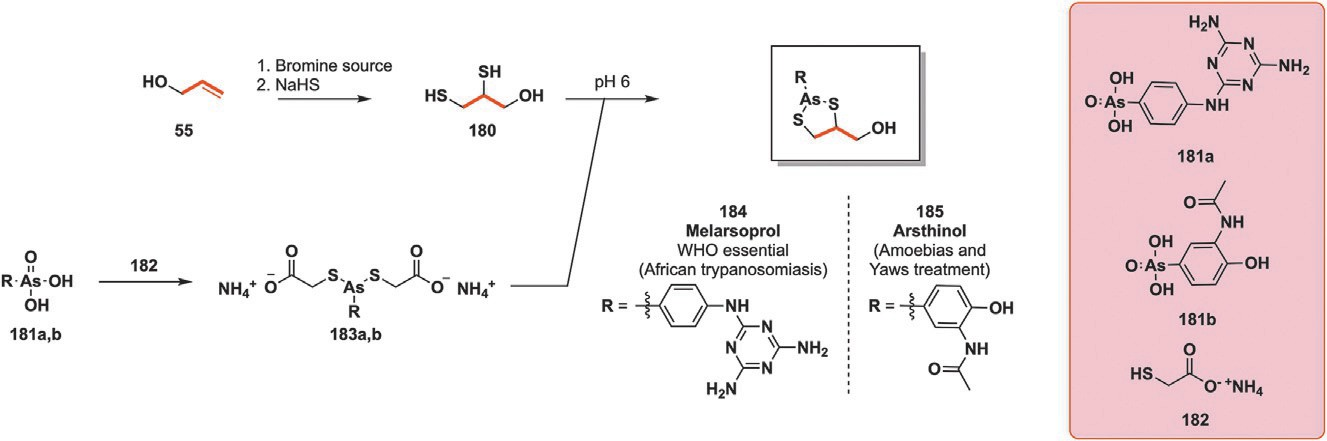 HO
55
1. Bromine source
2. NaHS
SH
HS
OH
180
pH 6
R
As
S
S
OH
O
R
As
OH
OH
181a,b
182
NH4+
O
O
S
As
S
R
O
O
NH4+
183a,b
184
Melarsoprol
WHO essential
(African trypanosomiasis)
R =
NH
N
N
N
NH2
H2N
185
Arsthinol
(Amoebias and
Yaws treatment)
R =
OH
NH
O
H2N
N
N
N
NH2
NH
OH
O
As
OH
181a
O
NH
OH
OH
O
As
OH
181b
HS
O
O- +NH4
182